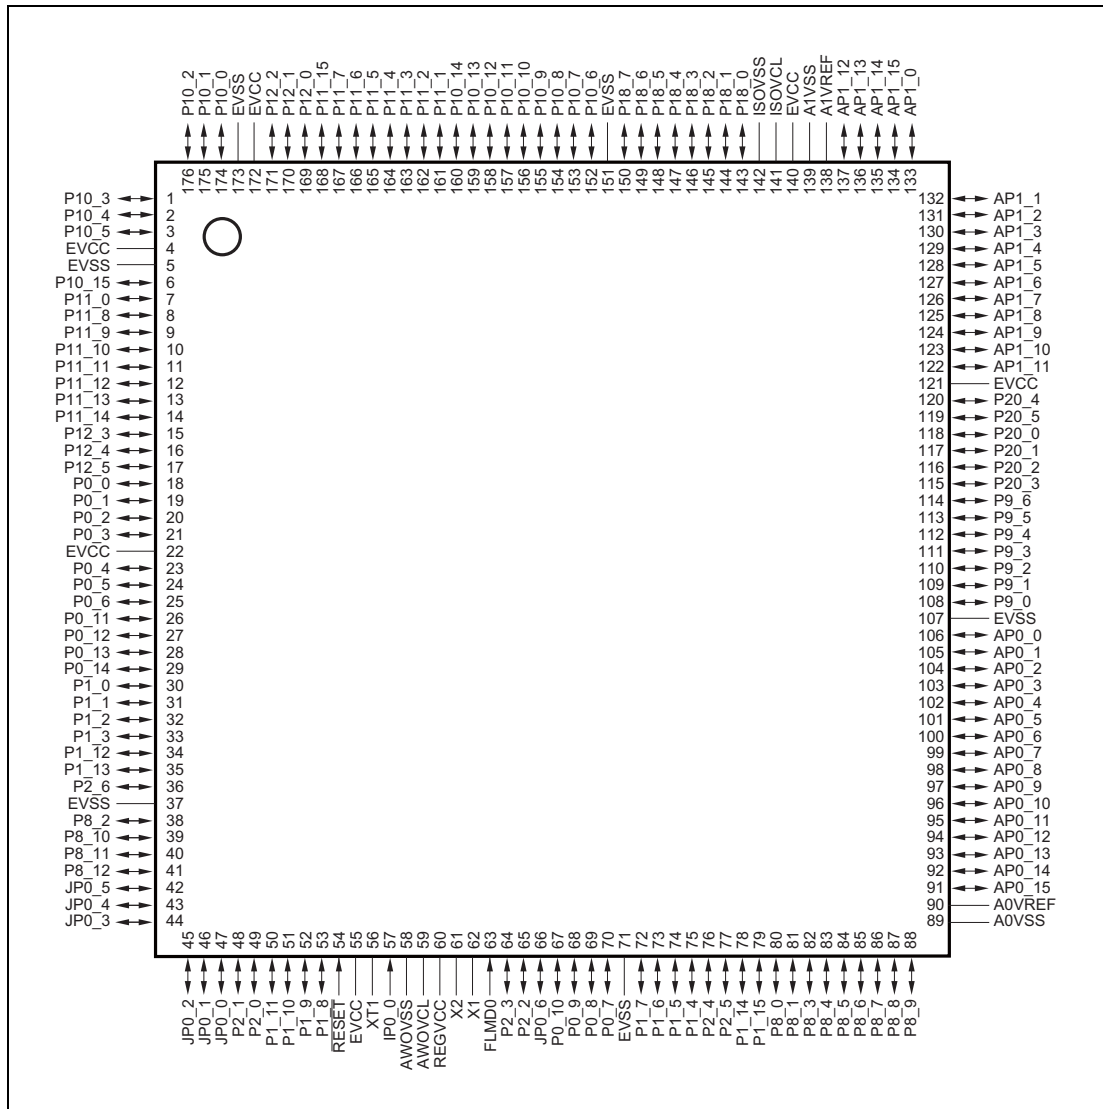 P10_2 P10_1 P10_0 EVSS EVCC P12_2 P12_1 P12_0 P11_15 P11_7 P11_6 P11_5 P11_4 P11_3 P11_2 P11_1 P10_14 P10_13 P10_12 P10_11 P10_10 P10_9 P10_8 P10_7 P10_6 EVSS P18_7 P18_6 P18_5 P18_4 P18_3 P18_2 P18_1 P18_0 ISOVSS ISOVCL EVCC A1VSS A1VREF AP1_12 AP1_13 AP1_14 AP1_15 AP1_0
176 175 174 173 172 171 170 169 168 167 166 165 164 163 162 161 160 159 158 157 156 155 154 153 152 151 150 149 148 147 146 145 144 143 142 141 140 139 138 137 136 135 134 133
P10_3 1 132 AP1_1
P10_4 2 131 AP1_2
P10_5 3 130 AP1_3
EVCC 4 129 AP1_4
EVSS 5 128 AP1_5
P10_15 6 127 AP1_6
P11_0 7 126 AP1_7
P11_8 8 125 AP1_8
P11_9 9 124 AP1_9
P11_10 10 123 AP1_10
P11_11 11 122 AP1_11
P11_12 12 121 EVCC
P11_13 13 120 P20_4
P11_14 14 119 P20_5
P12_3 15 118 P20_0
P12_4 16 117 P20_1
P12_5 17 116 P20_2
P0_0 18 115 P20_3
P0_1 19 114 P9_6
P0_2 20 113 P9_5
P0_3 21 112 P9_4
EVCC 22 111 P9_3
P0_4 23 110 P9_2
P0_5 24 109 P9_1
P0_6 25 108 P9_0
P0_11 26 107 EVSS
P0_12 27 106 AP0_0
P0_13 28 105 AP0_1
P0_14 29 104 AP0_2
P1_0 30 103 AP0_3
P1_1 31 102 AP0_4
P1_2 32 101 AP0_5
P1_3 33 100 AP0_6
P1_12 34 99 AP0_7
P1_13 35 98 AP0_8
P2_6 36 97 AP0_9
EVSS 37 96 AP0_10
P8_2 38 95 AP0_11
P8_10 39 94 AP0_12
P8_11 40 93 AP0_13
P8_12 41 92 AP0_14
JP0_5 42 91 AP0_15
JP0_4 43 90 A0VREF
JP0_3 44 89 A0VSS
45 46 47 48 49 50 51 52 53 54 55 56 57 58 59 60 61 62 63 64 65 66 67 68 69 70 71 72 73 74 75 76 77 78 79 80 81 82 83 84 85 86 87 88
JP0_2 JP0_1 JP0_0 P2_1 P2_0 P1_11 P1_10 P1_9 P1_8 RESET EVCC XT1 IP0_0 AWOVSS AWOVCL REGVCC X2 X1 FLMD0 P2_3 P2_2 JP0_6 P0_10 P0_9 P0_8 P0_7 EVSS P1_7 P1_6 P1_5 P1_4 P2_4 P2_5 P1_14 P1_15 P8_0 P8_1 P8_3 P8_4 P8_5 P8_6 P8_7 P8_8 P8_9